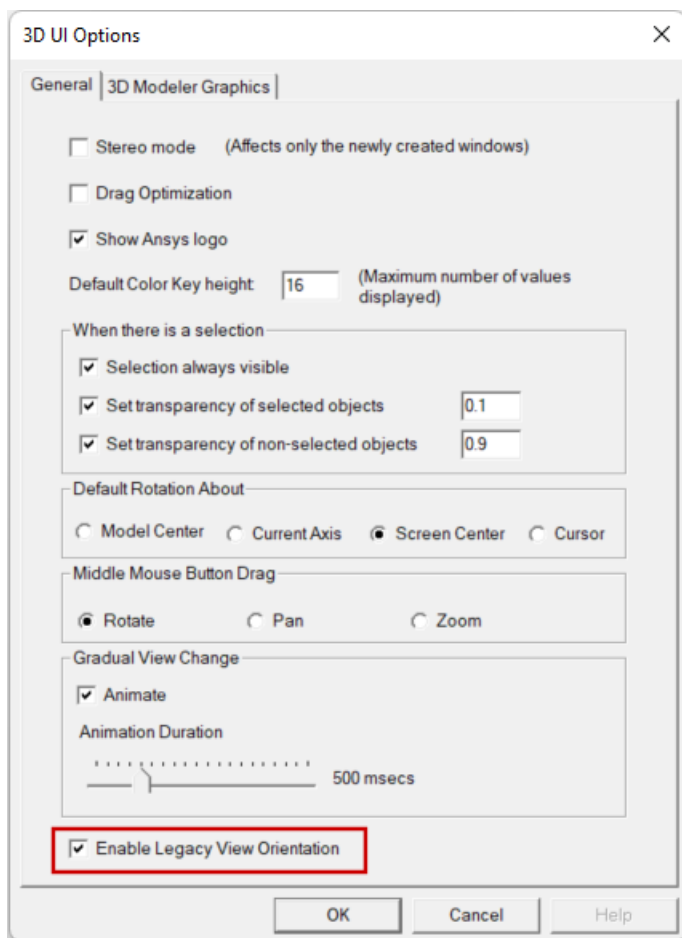 3D UI Options
General
3D Modeler Graphics
Stereo mode (Affects only the newly created windows)
Drag Optimization
Show Ansys logo
Default Color Key height: 16 (Maximum number of values
displayed)
When there is a selection
Selection always visible
Set transparency of selected objects 0.1
Set transparency of non-selected objects 0.9
Default Rotation About
Model Center Current Axis Screen Center Cursor
Middle Mouse Button Drag
Rotate Pan Zoom
Gradual View Change
Animate
Animation Duration
500 msecs
Enable Legacy View Orientation
OK Cancel Help